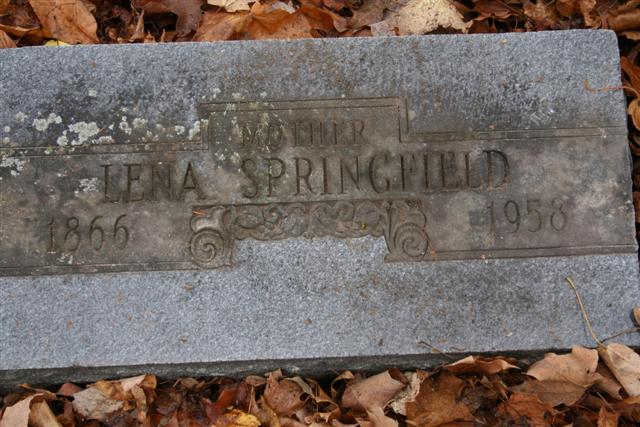 MOTHER
LENA SPRINGFIELD
1866 1958